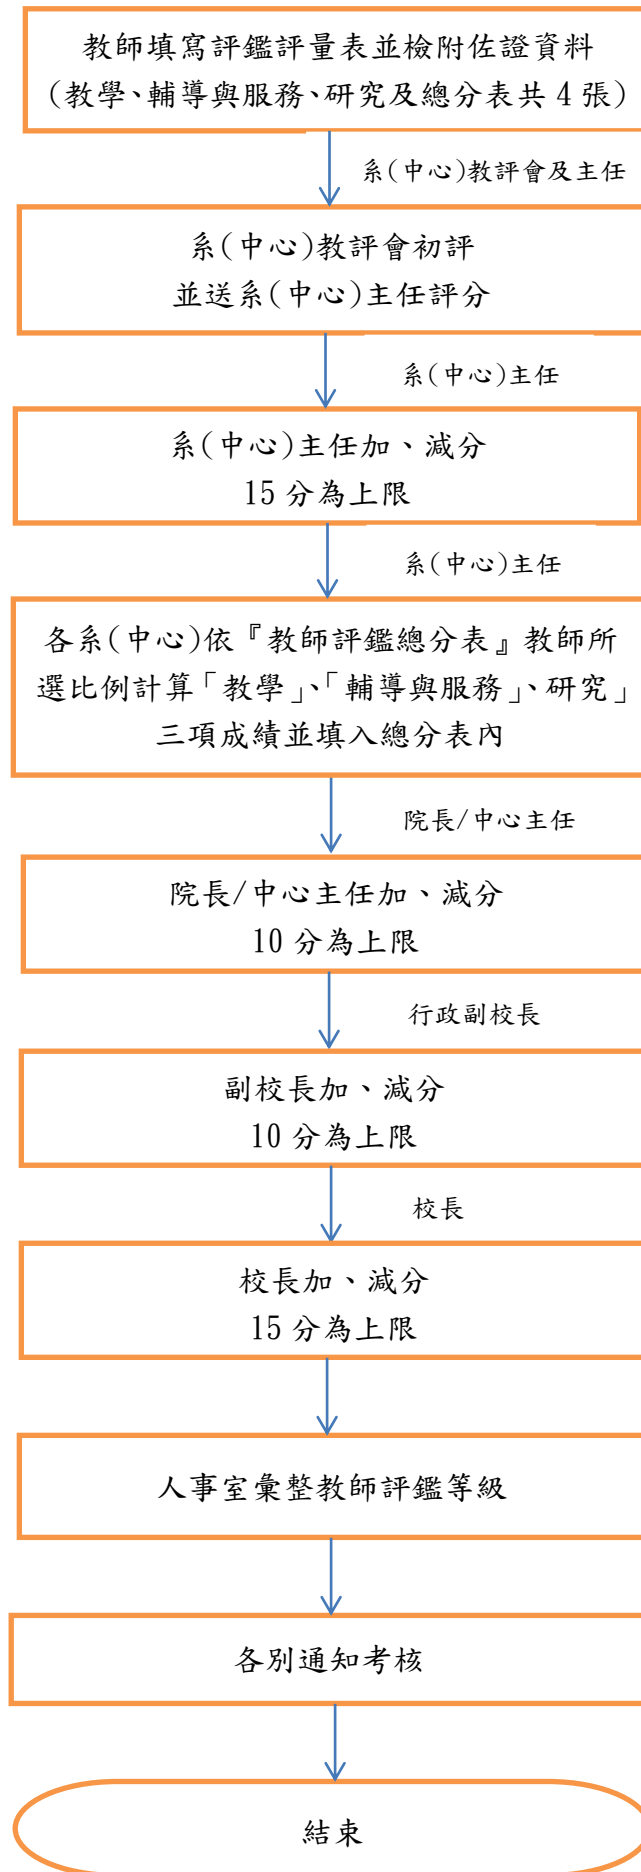 教師填寫評鑑評量表並檢附佐證資料
(教學、輔導與服務、研究及總分表共 4 張)
系(中心)教評會及主任
系(中心)教評會初評
並送系(中心)主任評分
系(中心)主任
系(中心)主任加、減分
15 分為上限
系(中心)主任
各系(中心)依『教師評鑑總分表』教師所
選比例計算「教學」、「輔導與服務」、研究」
三項成績並填入總分表內
院長/中心主任
院長/中心主任加、減分
10 分為上限
行政副校長
副校長加、減分
10 分為上限
校長
校長加、減分
15 分為上限
人事室彙整教師評鑑等級
各別通知考核
結束